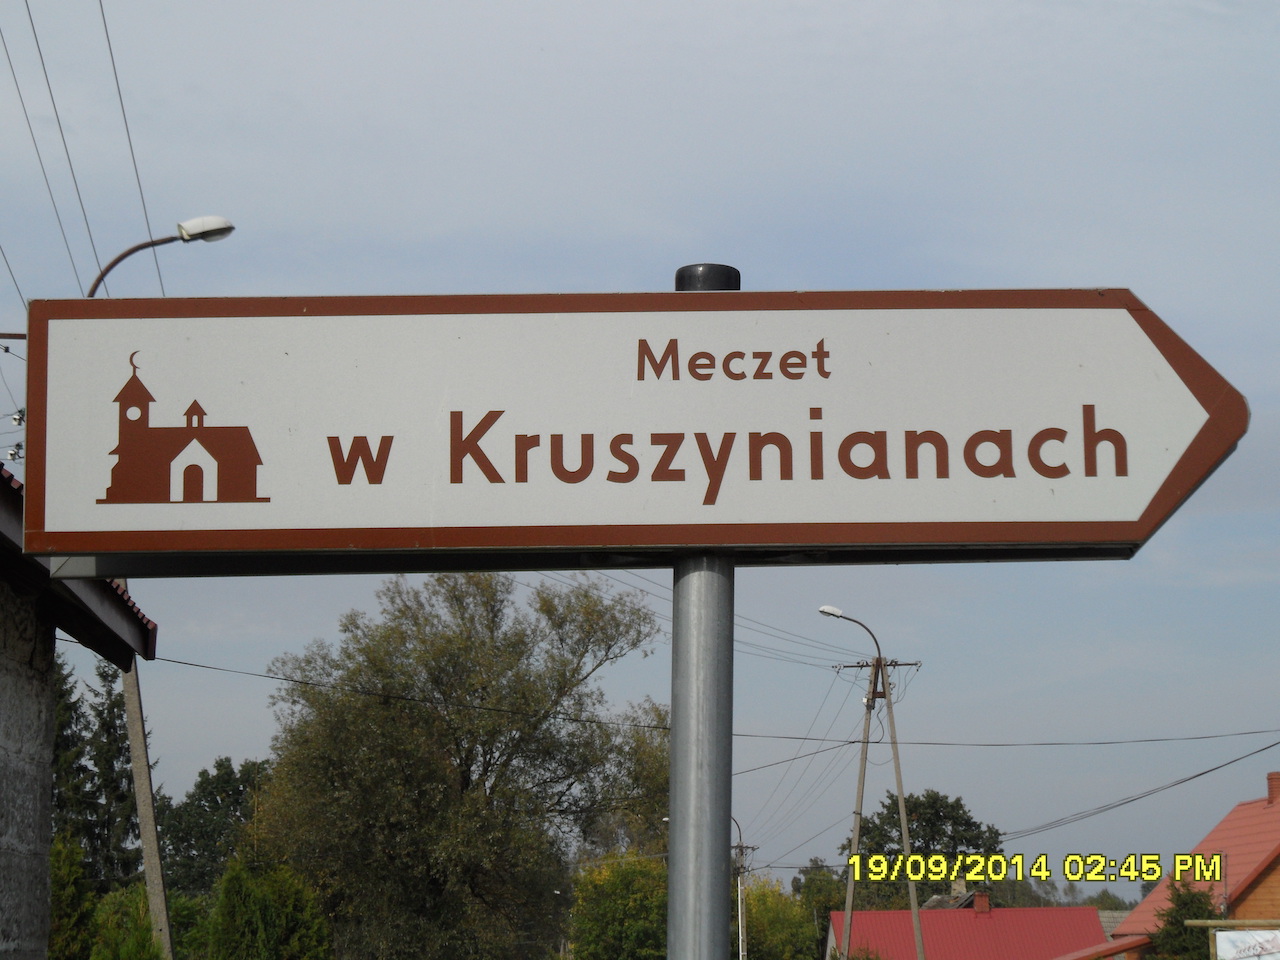 Meczet
w Kruszynianach
19/09/2014 02:45 PM